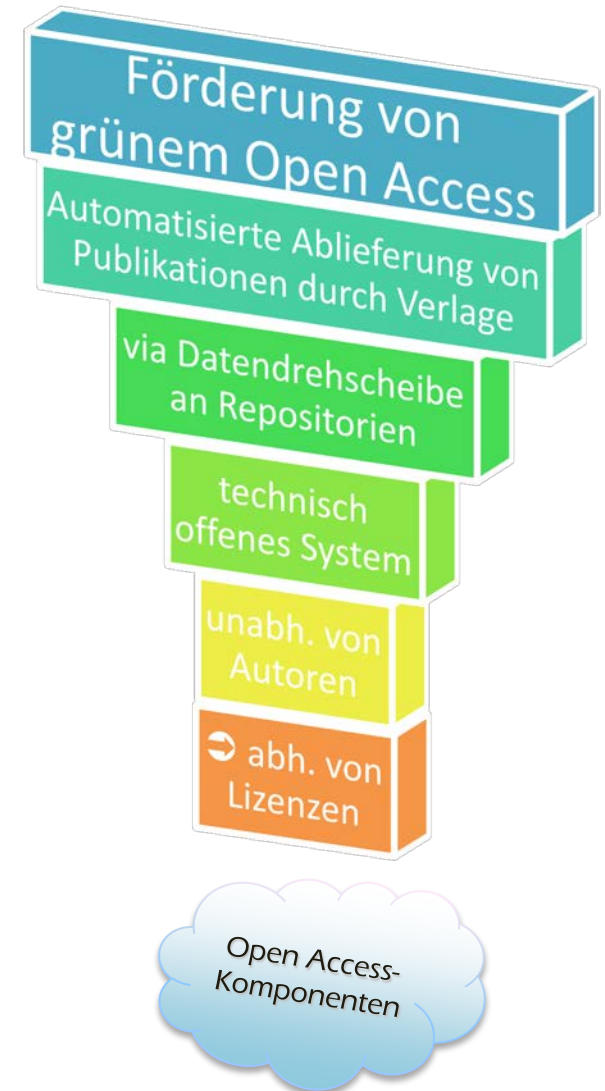 Förderung von
grünem Open Access
Automatisierte Ablieferung von
Publikationen durch Verlage
via Datendrehscheibe
an Repositorien
technisch
offenes System
unabh. von
Autoren
➲ abh. von
Lizenzen
Open Access-
Komponenten